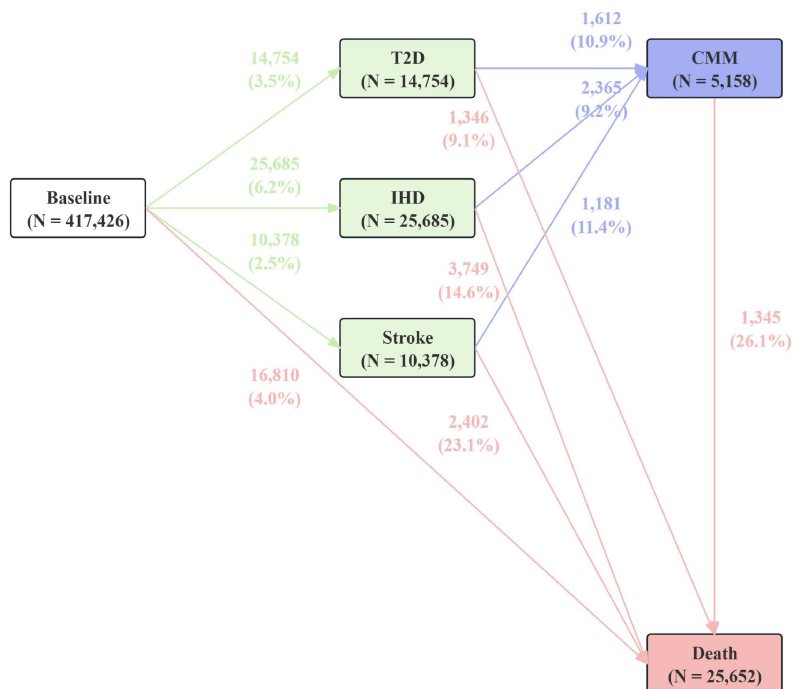 1,612
(10.9%)
14,754
(3.5%)
T2D
(N = 14,754)
CMM
(N = 5,158)
2,365
(9.2%)
1,346
(9.1%)
25,685
(6.2%)
Baseline
(N = 417,426)
IHD
(N = 25,685)
1,181
(11.4%)
10,378
(2.5%)
3,749
(14.6%)
1,345
(26.1%)
Stroke
(N = 10,378)
16,810
(4.0%)
2,402
(23.1%)
Death
(N = 25,652)